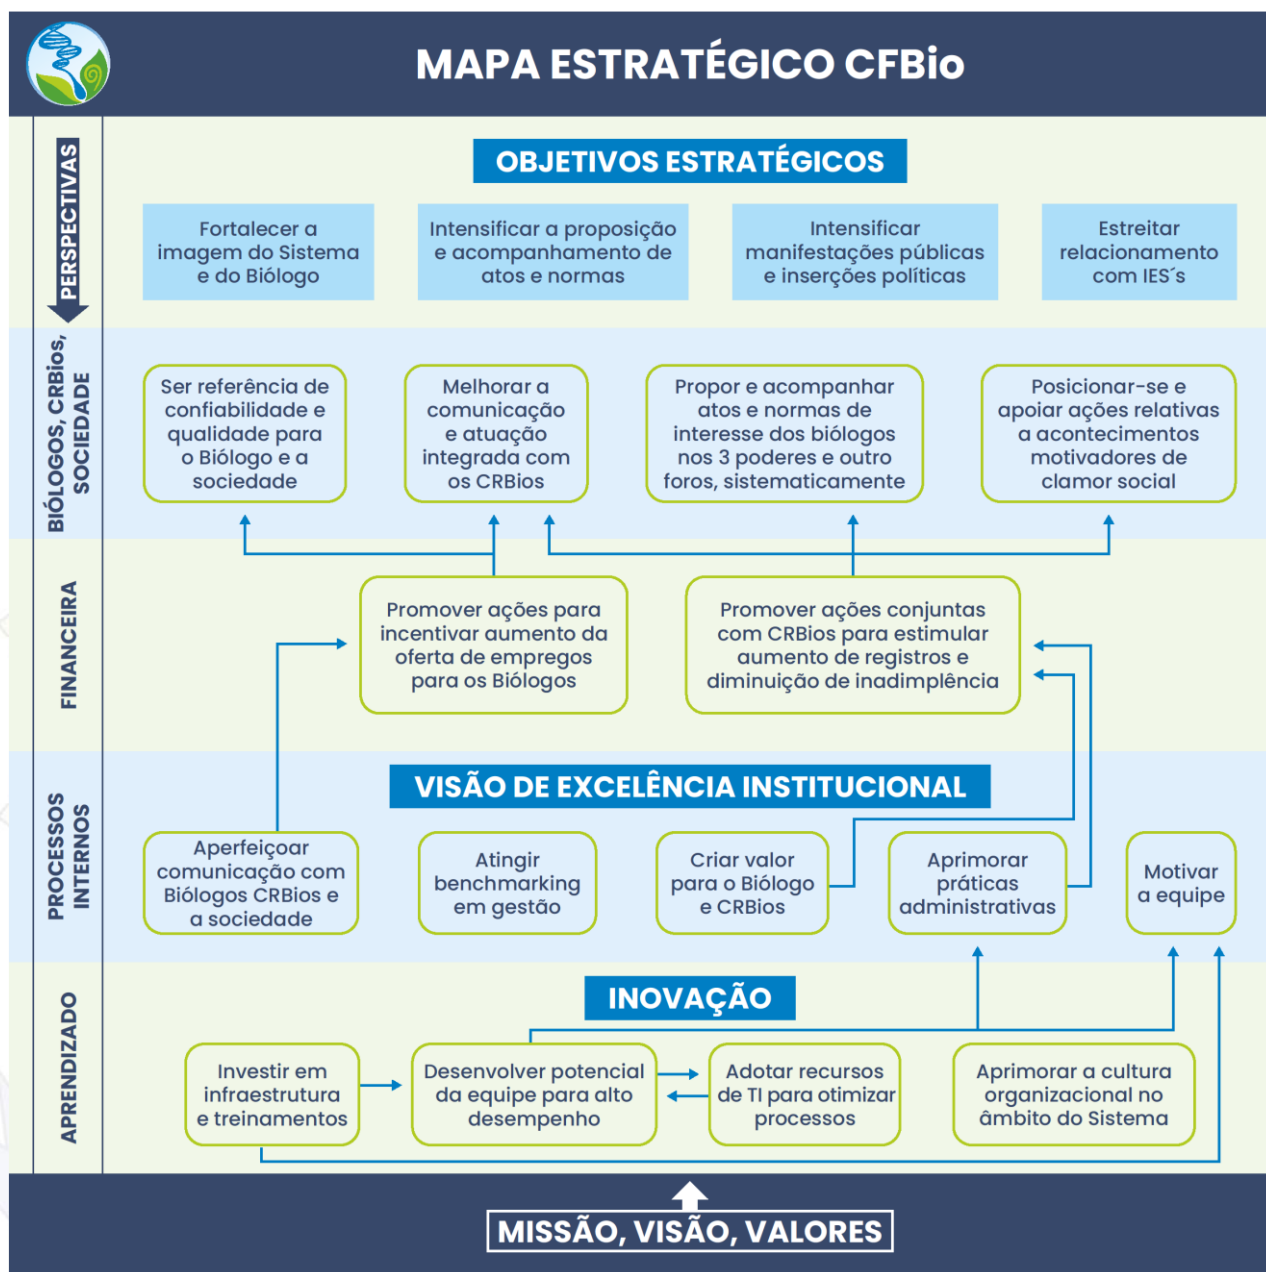 MAPA ESTRATÉGICO CFBio
PERSPECTIVAS
OBJETIVOS ESTRATÉGICOS
Fortalecer a
imagem do Sistema
e do Biólogo
Intensificar a proposição
e acompanhamento de
atos e normas
Intensificar
manifestações públicas
e inserções políticas
Estreitar
relacionamento
com IES´s
BIÓLOGOS, CRBios,
SOCIEDADE
Ser referência de
confiabilidade e
qualidade para
o Biólogo e a
sociedade
Melhorar a
comunicação
e atuação
integrada com
os CRBios
Propor e acompanhar
atos e normas de
interesse dos biólogos
nos 3 poderes e outro
foros, sistematicamente
Posicionar-se e
apoiar ações relativas
a acontecimentos
motivadores de
clamor social
FINANCEIRA
Promover ações para
incentivar aumento da
oferta de empregos
para os Biólogos
Promover ações conjuntas
com CRBios para estimular
aumento de registros e
diminuição de inadimplência
PROCESSOS
INTERNOS
VISÃO DE EXCELÊNCIA INSTITUCIONAL
Aperfeiçoar
comunicação com
Biólogos CRBios e
a sociedade
Atingir
benchmarking
em gestão
Criar valor
para o Biólogo
e CRBios
Aprimorar
práticas
administrativas
Motivar
a equipe
APRENDIZADO
INOVAÇÃO
Investir em
infraestrutura
e treinamentos
Desenvolver potencial
da equipe para alto
desempenho
Adotar recursos
de TI para otimizar
processos
Aprimorar a cultura
organizacional no
âmbito do Sistema
MISSÃO, VISÃO, VALORES